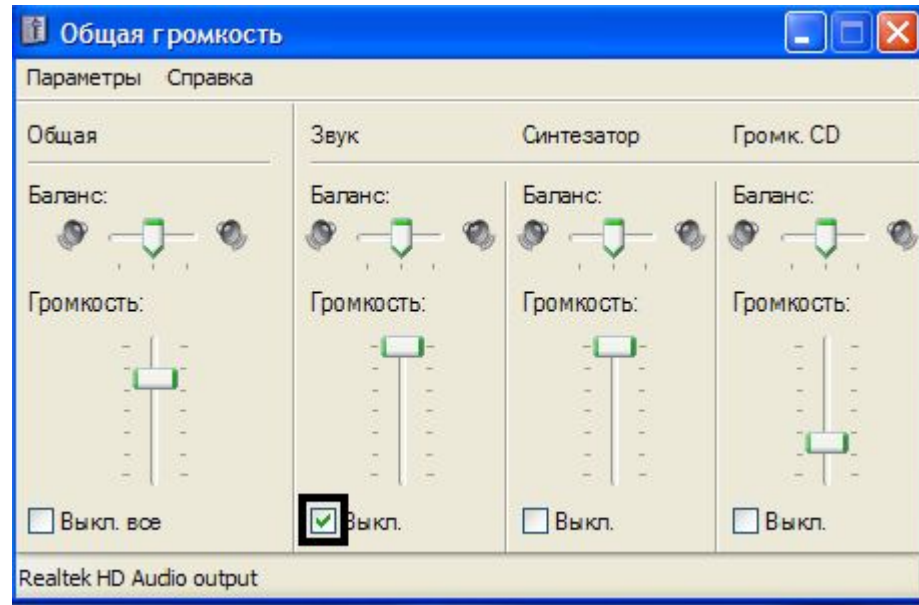 Общая громкость
Параметры Справка
Общая Звук Синтезатор Громк. CD
Баланс: Баланс: Баланс: Баланс:
Громкость: Громкость: Громкость: Громкость:
Выкл. все Выкл. Выкл. Выкл.
Realtek HD Audio output